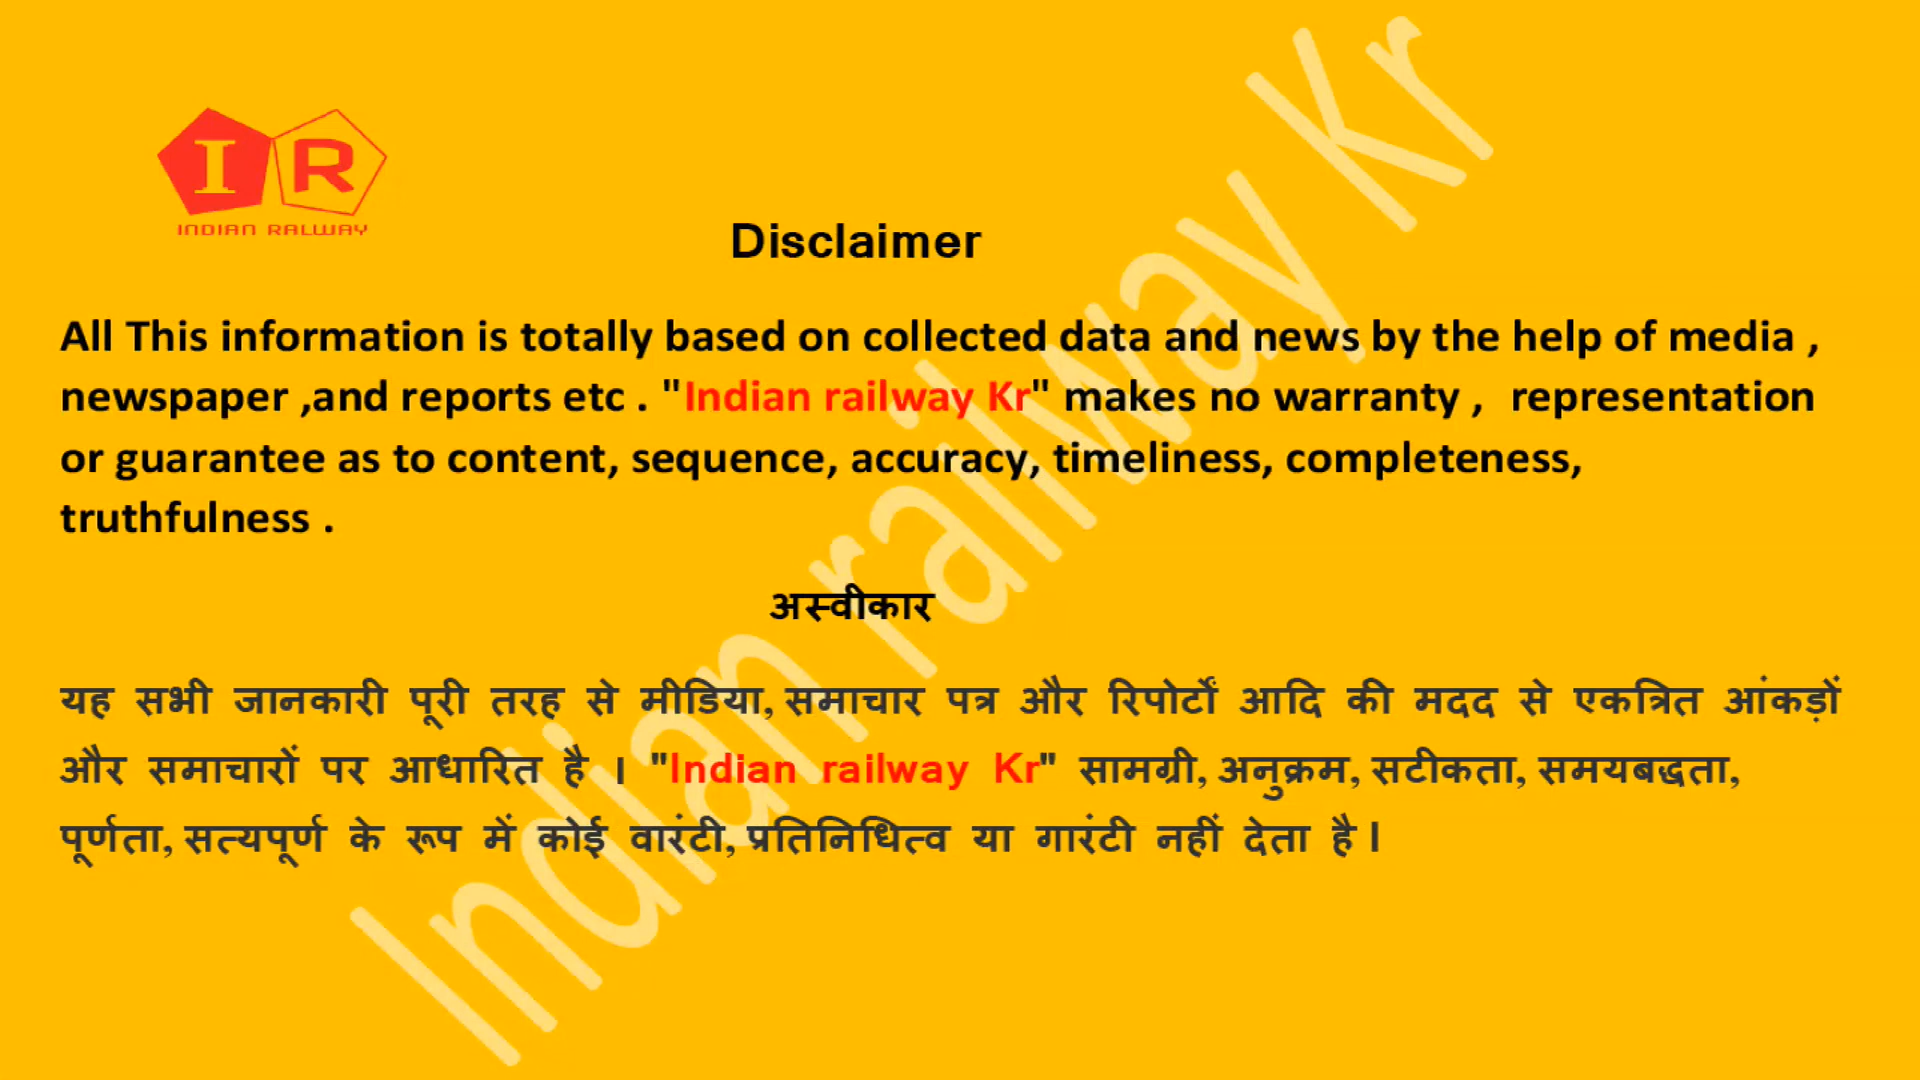 I R
INDIAN RALWAY
Disclaimer
All This information is totally based on collected data and news by the help of media ,
newspaper ,and reports etc . "Indian railway Kr" makes no warranty , representation
or guarantee as to content, sequence, accuracy, timeliness, completeness,
truthfulness .
अस्वीकार
यह सभी जानकारी पूरी तरह से मीडिया, समाचार पत्र और रिपोर्टों आदि की मदद से एकत्रित आंकड़ों
और समाचारों पर आधारित है । "Indian railway Kr" सामग्री, अनुक्रम, सटीकता, समयबद्धता,
पूर्णता, सत्यपूर्ण के रूप में कोई वारंटी, प्रतिनिधित्व या गारंटी नहीं देता है l
Indian railway Kr